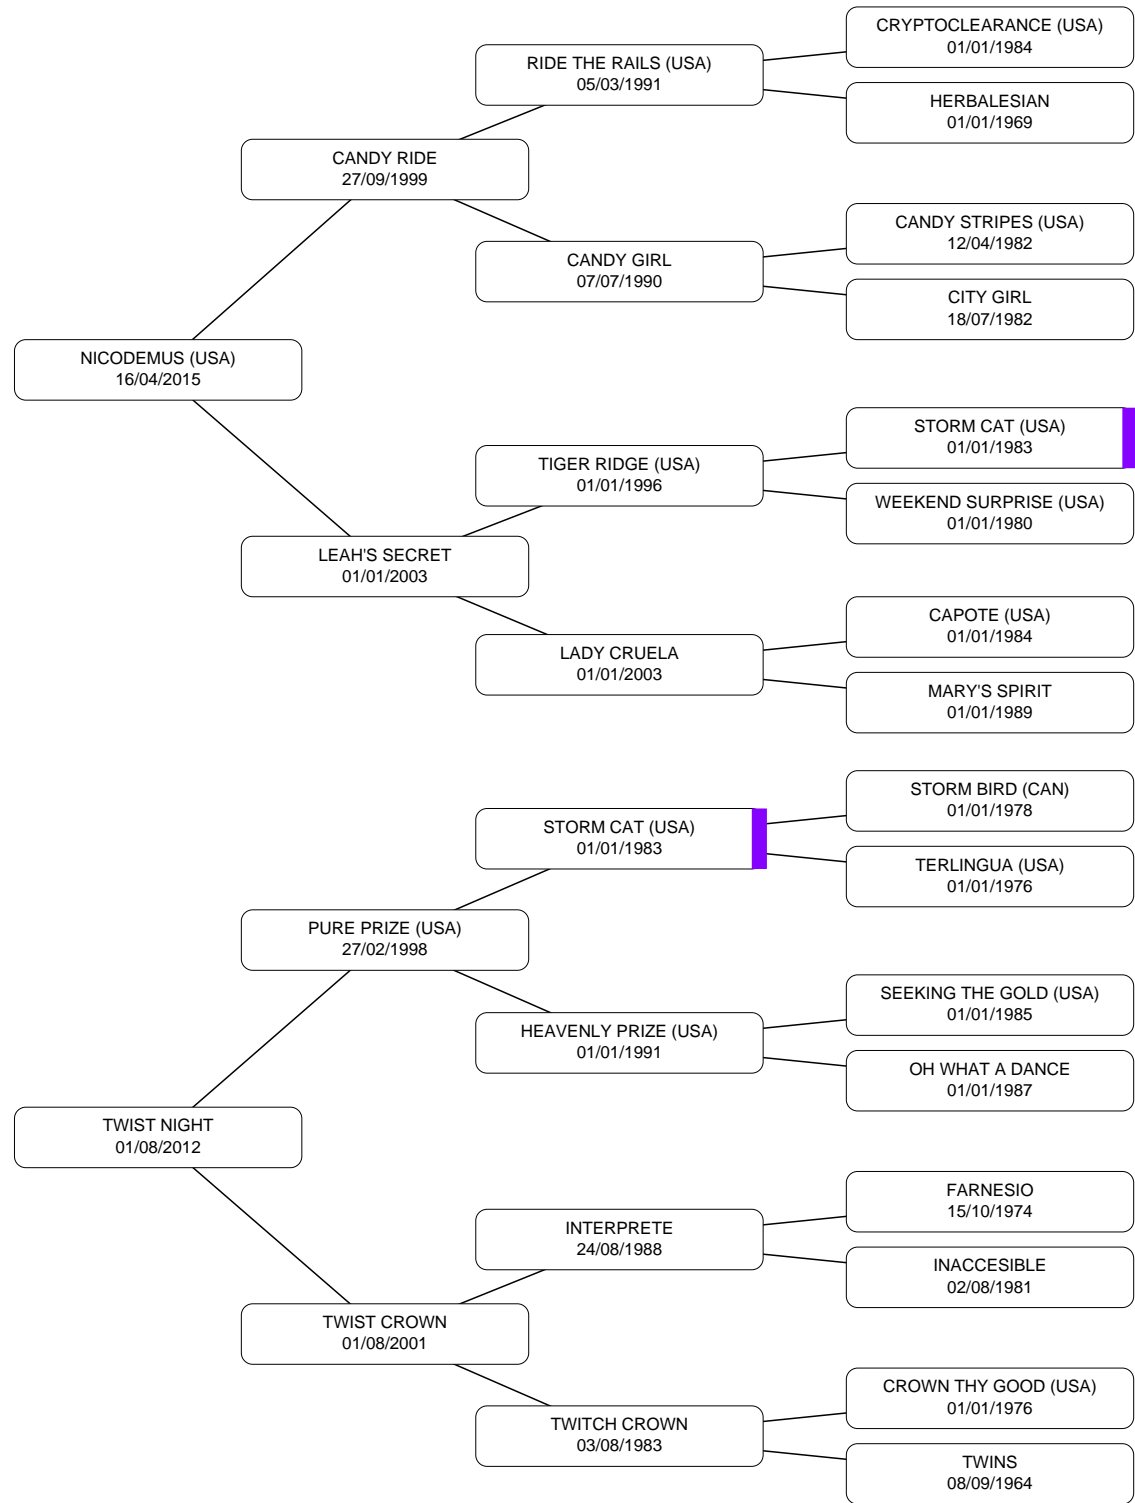 CRYPTOCLEARANCE (USA)
01/01/1984
RIDE THE RAILS (USA)
05/03/1991
HERBALESIAN
01/01/1969
CANDY RIDE
27/09/1999
CANDY STRIPES (USA)
12/04/1982
CANDY GIRL
07/07/1990
CITY GIRL
18/07/1982
NICODEMUS (USA)
16/04/2015
STORM CAT (USA)
01/01/1983
TIGER RIDGE (USA)
01/01/1996
WEEKEND SURPRISE (USA)
01/01/1980
LEAH'S SECRET
01/01/2003
CAPOTE (USA)
01/01/1984
LADY CRUELA
01/01/2003
MARY'S SPIRIT
01/01/1989
STORM BIRD (CAN)
01/01/1978
STORM CAT (USA)
01/01/1983
TERLINGUA (USA)
01/01/1976
PURE PRIZE (USA)
27/02/1998
SEEKING THE GOLD (USA)
01/01/1985
HEAVENLY PRIZE (USA)
01/01/1991
OH WHAT A DANCE
01/01/1987
TWIST NIGHT
01/08/2012
FARNESIO
15/10/1974
INTERPRETE
24/08/1988
INACCESIBLE
02/08/1981
TWIST CROWN
01/08/2001
CROWN THY GOOD (USA)
01/01/1976
TWITCH CROWN
03/08/1983
TWINS
08/09/1964